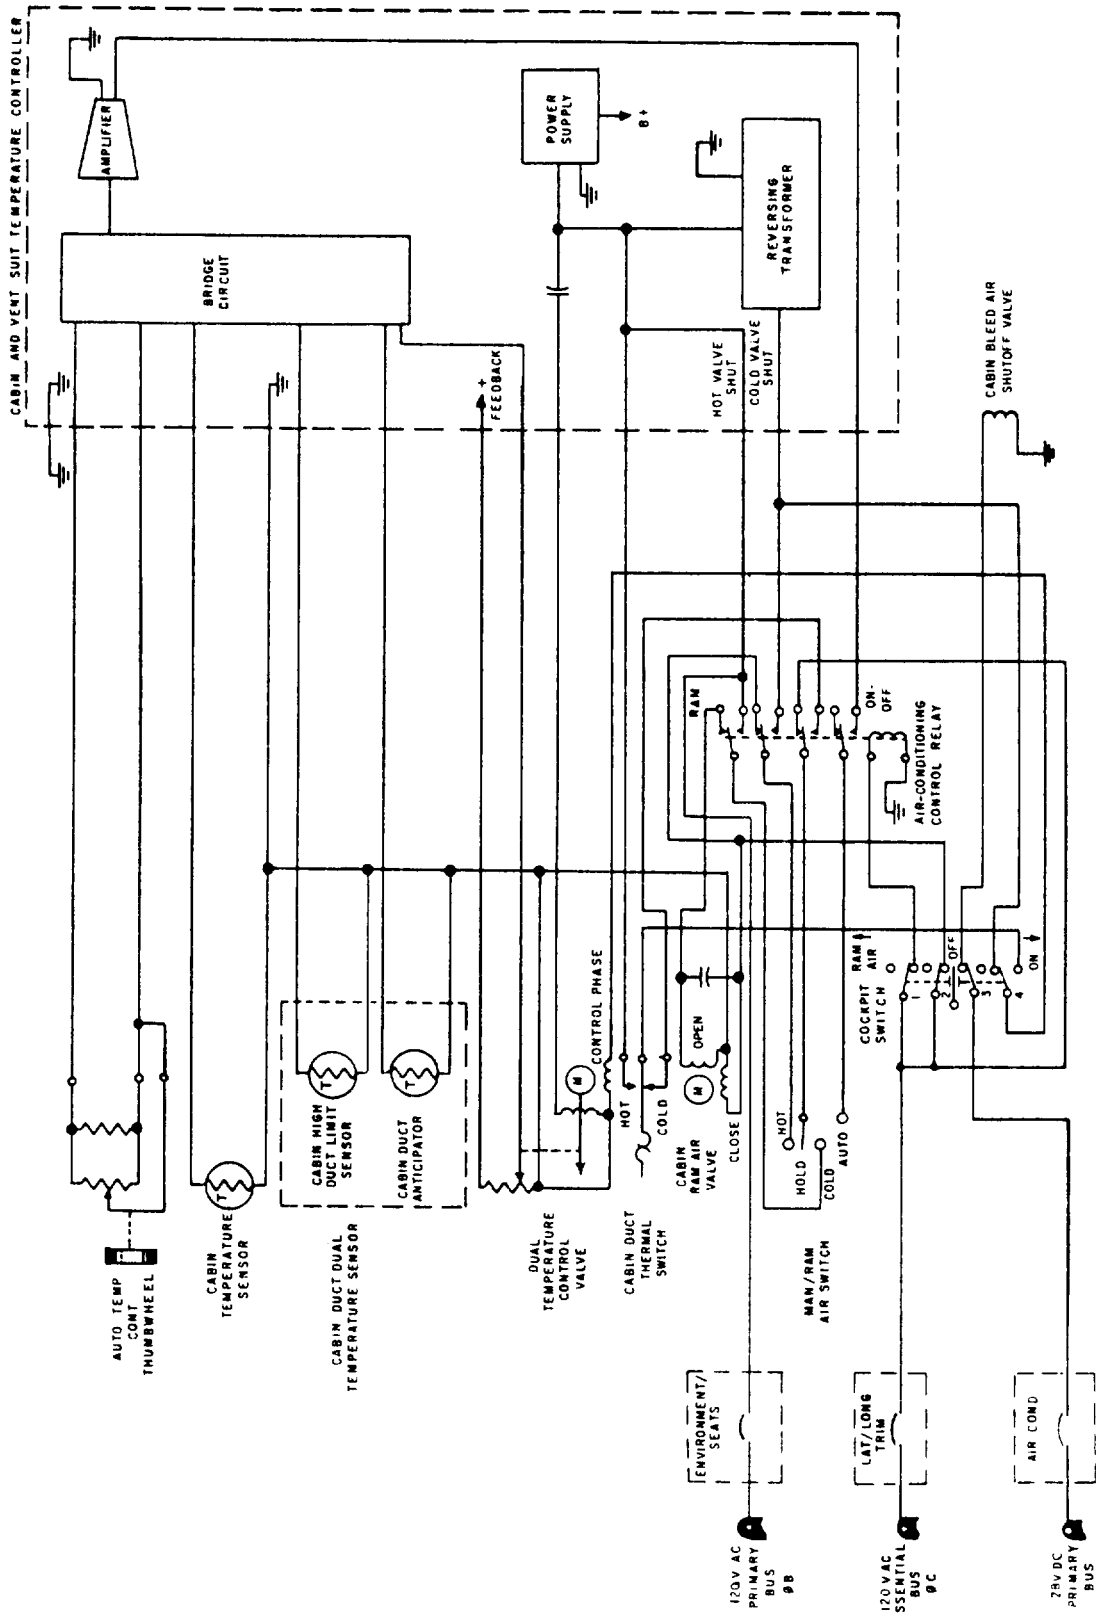 CABIN AND VENT SUIT TEMPERATURE CONTROLLER
AMPLIFIER
BRIDGE
CIRCUIT
POWER
SUPPLY
B+
REVERSING
TRANSFORMER
+
FEEDBACK
HOT VALVE
SHUT
COLD VALVE
SHUT
CABIN BLEED AIR
SHUTOFF VALVE
RAM
ON-
OFF
AIR-CONDITIONING
CONTROL RELAY
RAM
AIR
OFF
ON
COCKPIT
SWITCH
1
2
3
4
AUTO TEMP
CONT
THUMBWHEEL
T
CABIN
TEMPERATURE
SENSOR
T
CABIN HIGH
DUCT LIMIT
SENSOR
T
CABIN DUCT
ANTICIPATOR
CABIN DUCT DUAL
TEMPERATURE SENSOR
M
CONTROL PHASE
DUAL
TEMPERATURE
CONTROL
VALVE
HOT
COLD
CABIN DUCT
THERMAL
SWITCH
OPEN
M
CLOSE
CABIN
RAM AIR
VALVE
HOT
HOLD
COLD
AUTO
MAN/RAM
AIR SWITCH
ENVIRONMENT/
SEATS
LAT/LONG
TRIM
AIR COND
120V AC
PRIMARY
BUS
ØB
120V AC
SSENTIAL
BUS
ØC
28V DC
PRIMARY
BUS